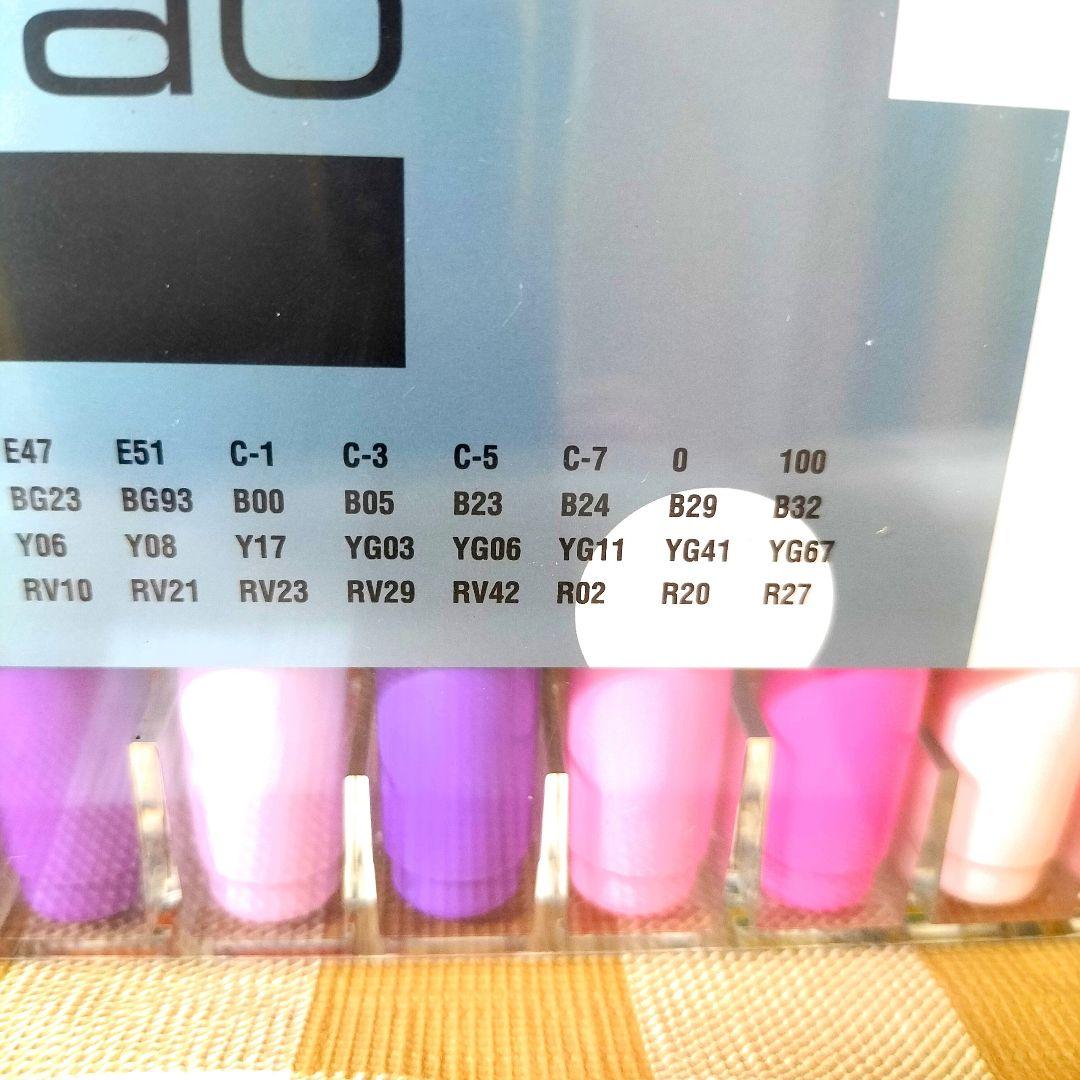 E47 E51 C-1 C-3 C-5 C-7 0 100
BG23 BG93 B00 B05 B23 B24 B29 B32
Y06 Y08 Y17 YG03 YG06 YG11 YG41 YG67
RV10 RV21 RV23 RV29 RV42 R02 R20 R27